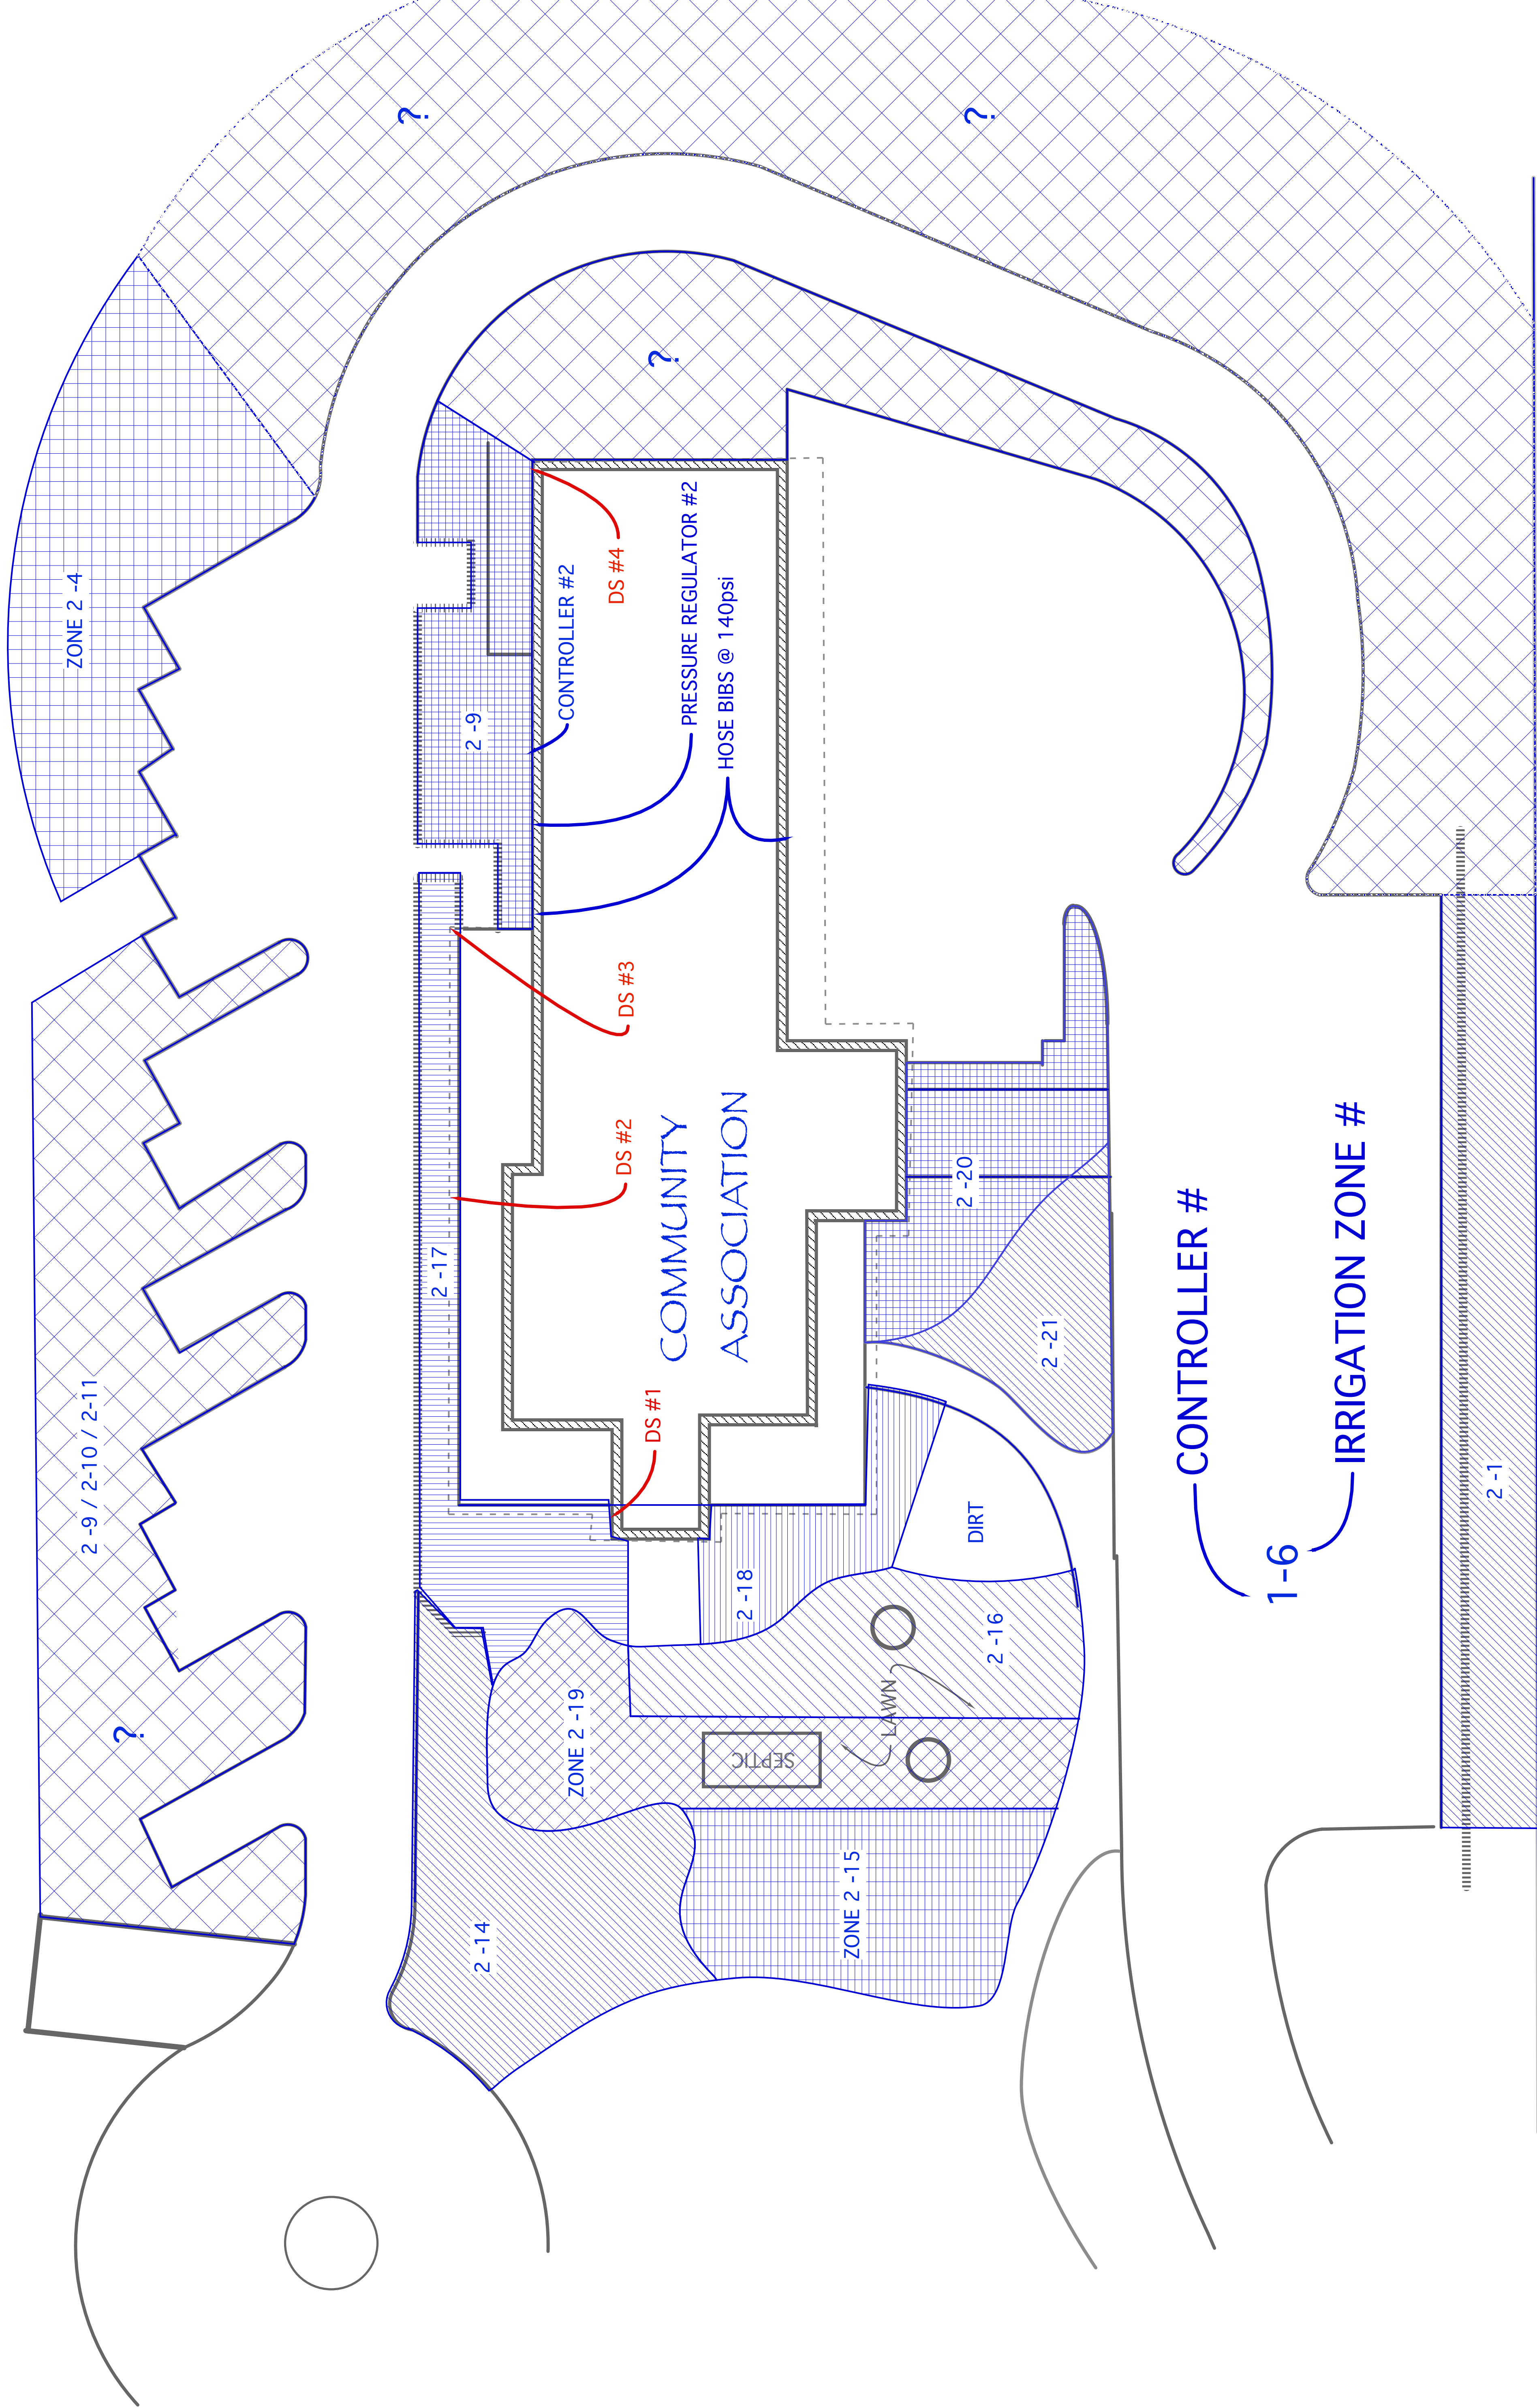 ?
?
?
ZONE 2 -4
2 -9
CONTROLLER #2
DS #4
PRESSURE REGULATOR #2
HOSE BIBS @ 140psi
DS #3
DS #2
2 -17
COMMUNITY
ASSOCIATION
DS #1
2 -20
2 -21
2 -9 / 2-10 / 2-11
?
DIRT
2 -18
2 -16
LAWN
ZONE 2 -19
SEPTIC
ZONE 2 -15
2 -14
CONTROLLER #
IRRIGATION ZONE #
1-6
2 -1